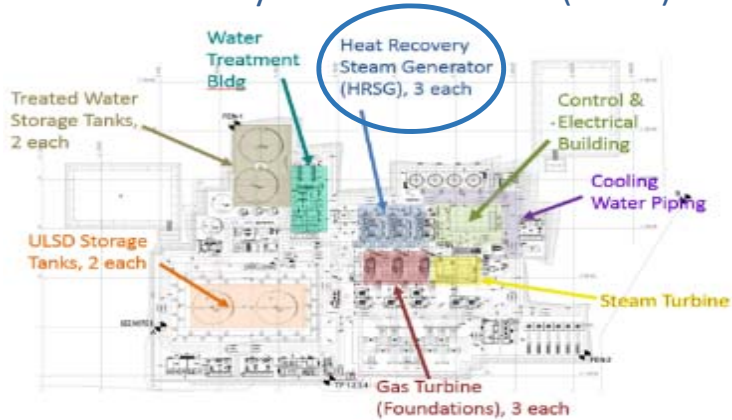 Water
Treatment
Bldg
Heat Recovery
Steam Generator
(HRSG), 3 each
Treated Water
Storage Tanks,
2 each
Control &
Electrical
Building
Cooling
Water Piping
ULSD Storage
Tanks, 2 each
Steam Turbine
Gas Turbine
(Foundations), 3 each